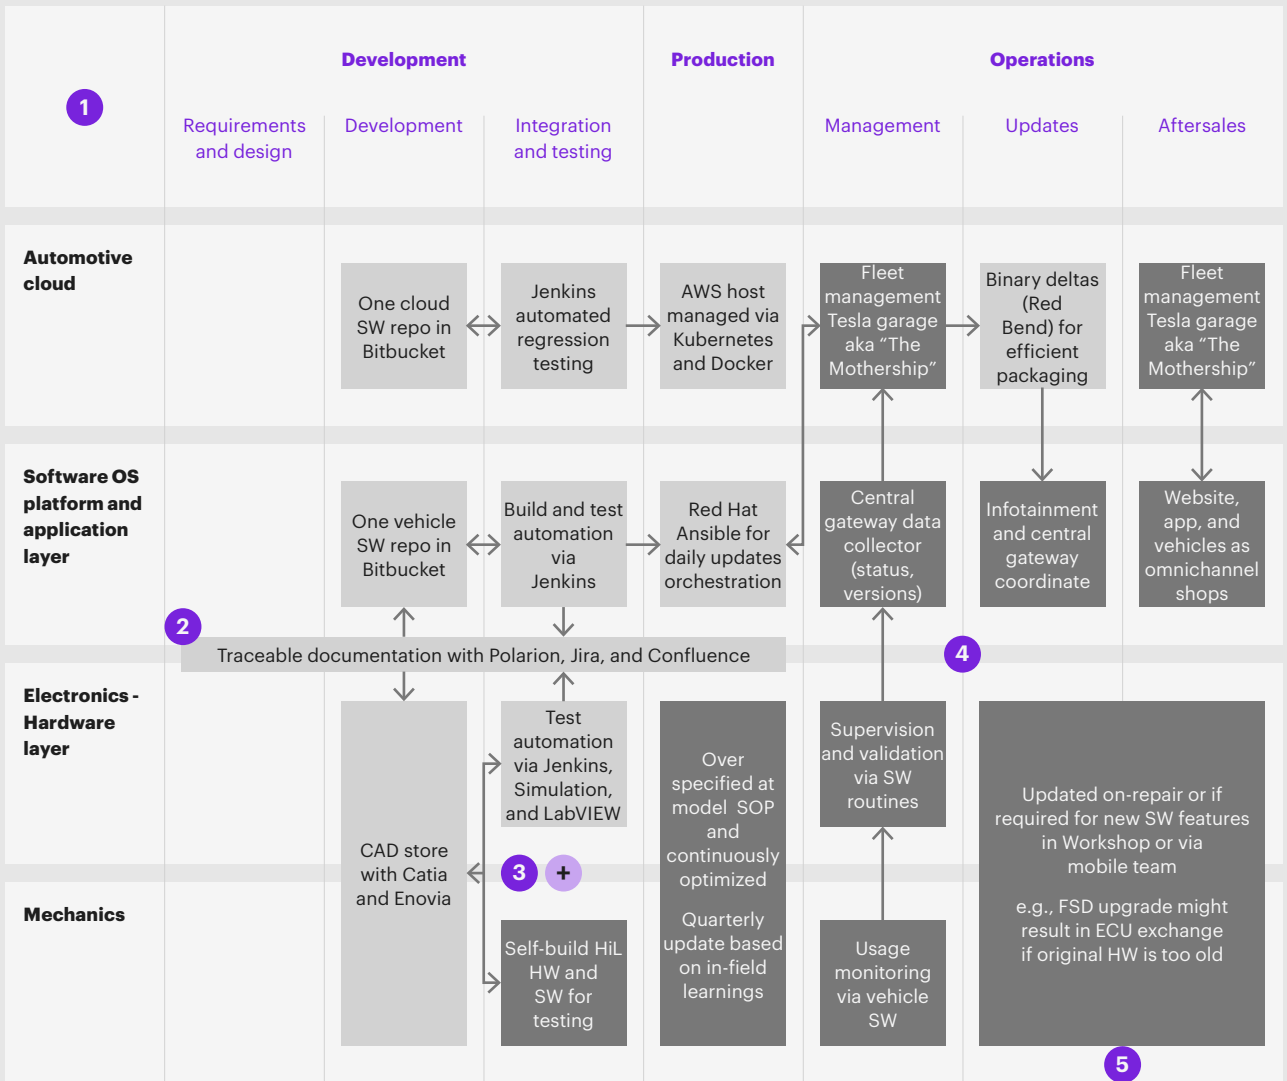 Development
Production
Operations
1
Requirements
and design
Development
Integration
and testing
Management
Updates
Aftersales
Automotive
cloud
One cloud
SW repo in
Bitbucket
Jenkins
automated
regression
testing
AWS host
managed via
Kubernetes
and Docker
Fleet
management
Tesla garage
aka “The
Mothership”
Binary deltas
(Red
Bend) for
efficient
packaging
Fleet
management
Tesla garage
aka “The
Mothership”
Software OS
platform and
application
layer
One vehicle
SW repo in
Bitbucket
Build and test
automation
via
Jenkins
Red Hat
Ansible for
daily updates
orchestration
Central
gateway data
collector
(status,
versions)
Infotainment
and central
gateway
coordinate
Website,
app, and
vehicles as
omnichannel
shops
2
Traceable documentation with Polarion, Jira, and Confluence
4
Electronics -
Hardware
layer
CAD store
with Catia
and Enovia
Test
automation
via Jenkins,
Simulation,
and LabVIEW
Over
specified at
model SOP
and
continuously
optimized
Quarterly
update based
on in-field
learnings
Supervision
and validation
via SW
routines
Updated on-repair or if
required for new SW features
in Workshop or via
mobile team
e.g., FSD upgrade might
result in ECU exchange
if original HW is too old
3 +
Mechanics
Self-build HiL
HW and
SW for
testing
Usage
monitoring
via vehicle
SW
5